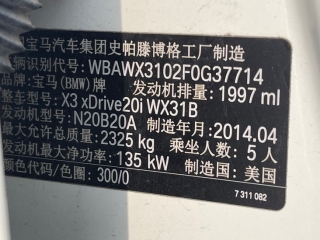 宝马汽车集团史帕滕博格工厂制造
车辆识别代号: WBAWX3102F0G37714
品牌: 宝马(BMW)牌 发动机排量: 1997 ml
型号: X3 xDrive20i WX31B
发动机型号: N20B20A 制造年月: 2014.04
最大允许总质量: 2325 kg 乘坐人数: 5 人
发动机最大净功率: 135 kW 制造国: 美国
颜色代码/色圈: 300/0
7 311 082